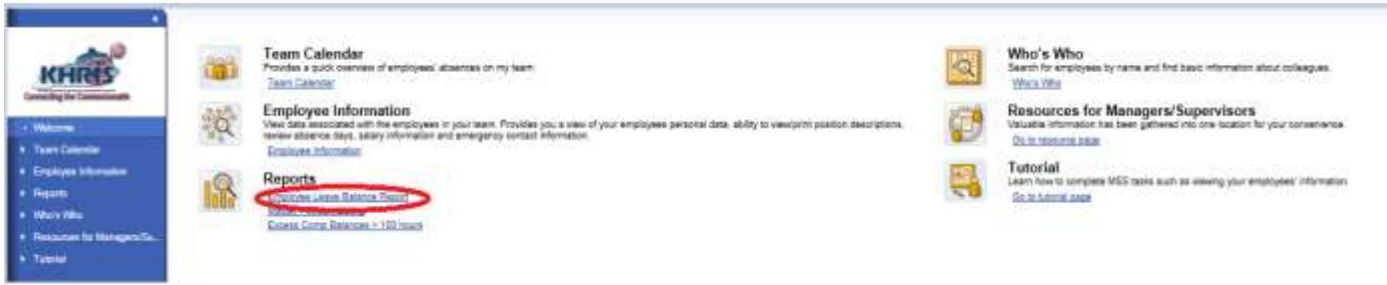 KHRIS
Connecting the Commonwealth
Welcome
Team Calendar
Employee Information
Reports
Who's Who
Resources for Managers/Su...
Tutorial
Team Calendar
Provides a quick overview of employees' absences on my team
Team Calendar
Employee Information
View data associated with the employees in your team. Provides you a view of your employees personal data, ability to view/print position descriptions,
review absence days, salary information and emergency contact information.
Employee Information
Reports
Employee Leave Balance Report
Excess Comp Balances > 100 hours
Who's Who
Search for employees by name and find basic information about colleagues.
Who's Who
Resources for Managers/Supervisors
Valuable information has been gathered into one location for your convenience.
Go to resource page
Tutorial
Learn how to complete MSS tasks such as viewing your employees' information.
Go to tutorial page